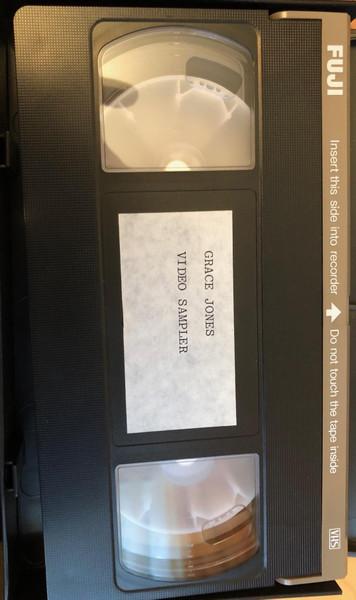 FUJI
Insert this side into recorder ⬆ Do not touch the tape inside
VHS
GRACE JONES
VIDEO SAMPLER